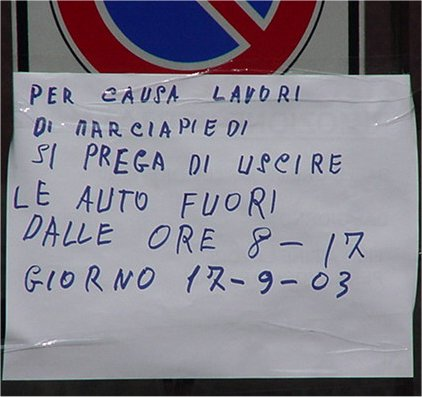 PER CAUSA LAVORI
DI MARCIAPIEDI
SI PREGA DI USCIRE
LE AUTO FUORI
DALLE ORE 8 - 17
GIORNO 17-9-03